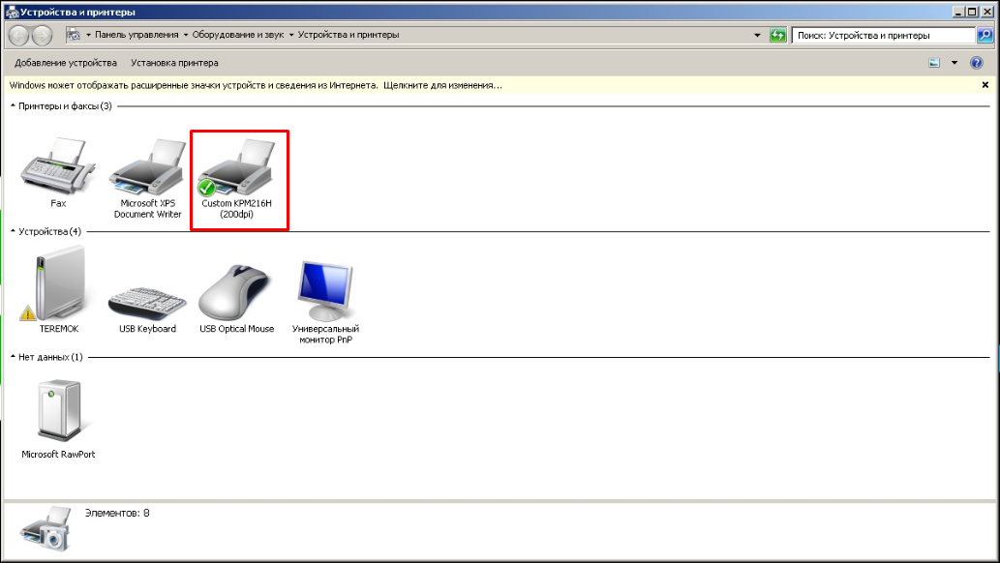 Устройства и принтеры
Панель управления Оборудование и звук Устройства и принтеры
Поиск: Устройства и принтеры
Добавление устройства Установка принтера
Windows может отображать расширенные значки устройств и сведения из Интернета. Щелкните для изменения...
Принтеры и факсы (3)
Fax
Microsoft XPS
Document Writer
Custom KPM216H
(200dpi)
Устройства (4)
TEREMOK
USB Keyboard
USB Optical Mouse
Универсальный
монитор PnP
Нет данных (1)
Microsoft RawPort
Элементов: 8